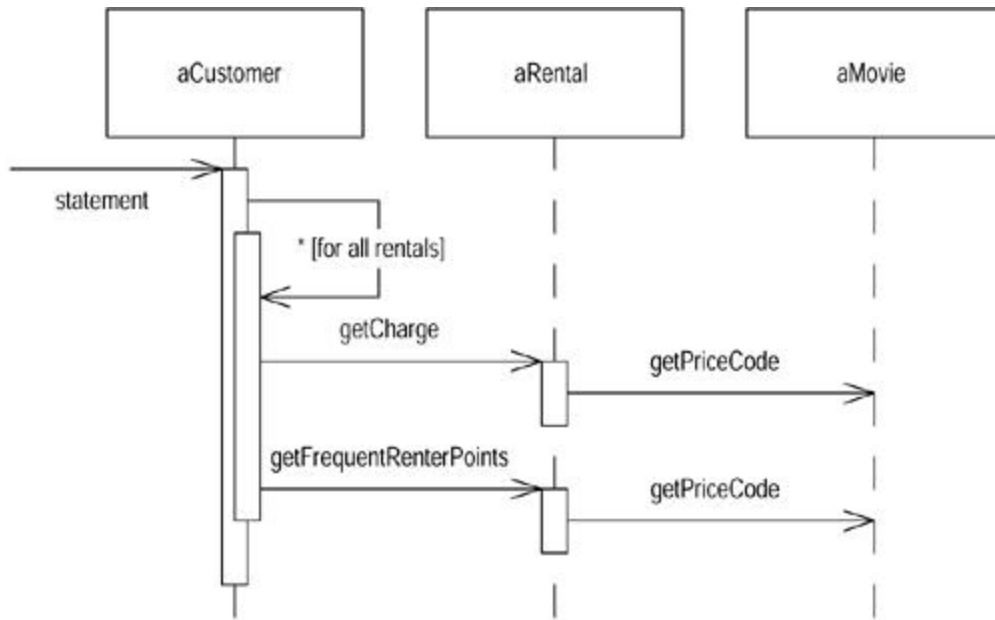 aCustomer
aRental
aMovie
statement
* [for all rentals]
getCharge
getPriceCode
getFrequentRenterPoints
getPriceCode